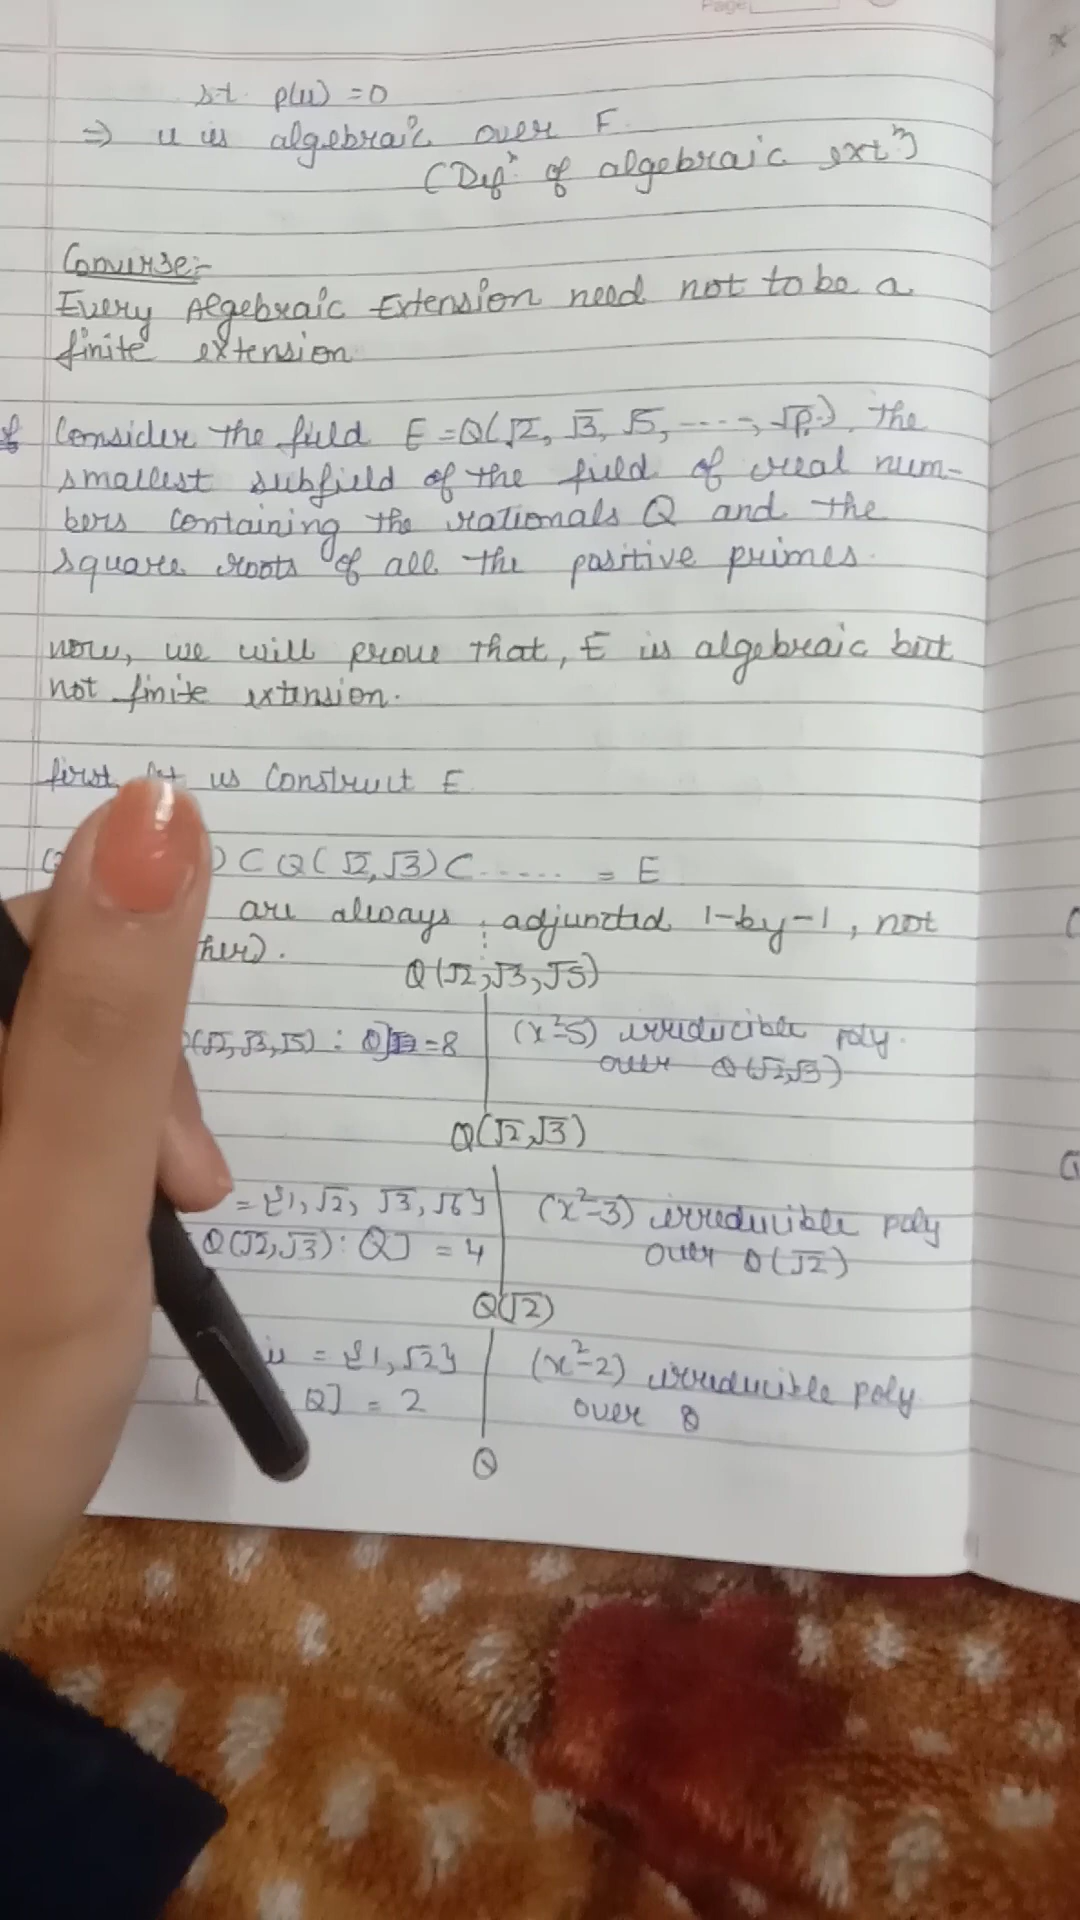 Page
s.t. p(u) = 0
⇒ u is algebraic over F.
(Defⁿ of algebraic extⁿ)
Converse:-
Every Algebraic Extension need not to be a
finite extension
Consider the field E = Q(√2, √3, √5, ----, √p.). The
smallest subfield of the field of real num-
bers containing the rationals Q and the
square roots of all the positive primes.
now, we will prove that, E is algebraic but
not finite extension.
first let us construct E
) ⊂ Q(√2, √3) ⊂ ...... = E
are always adjuncted 1-by-1, not
her).
Q(√2, √3, √5)
(√2, √3, √5) : Q] = 8
(x²-5) irreducible poly.
over Q(√2,√3)
Q(√2, √3)
= {1, √2, √3, √6}
(x²-3) irreducible poly
Q(√2, √3) : Q] = 4
over Q(√2)
Q(√2)
= {1, √2}
(x²-2) irreducible poly.
Q] = 2
over Q
Q